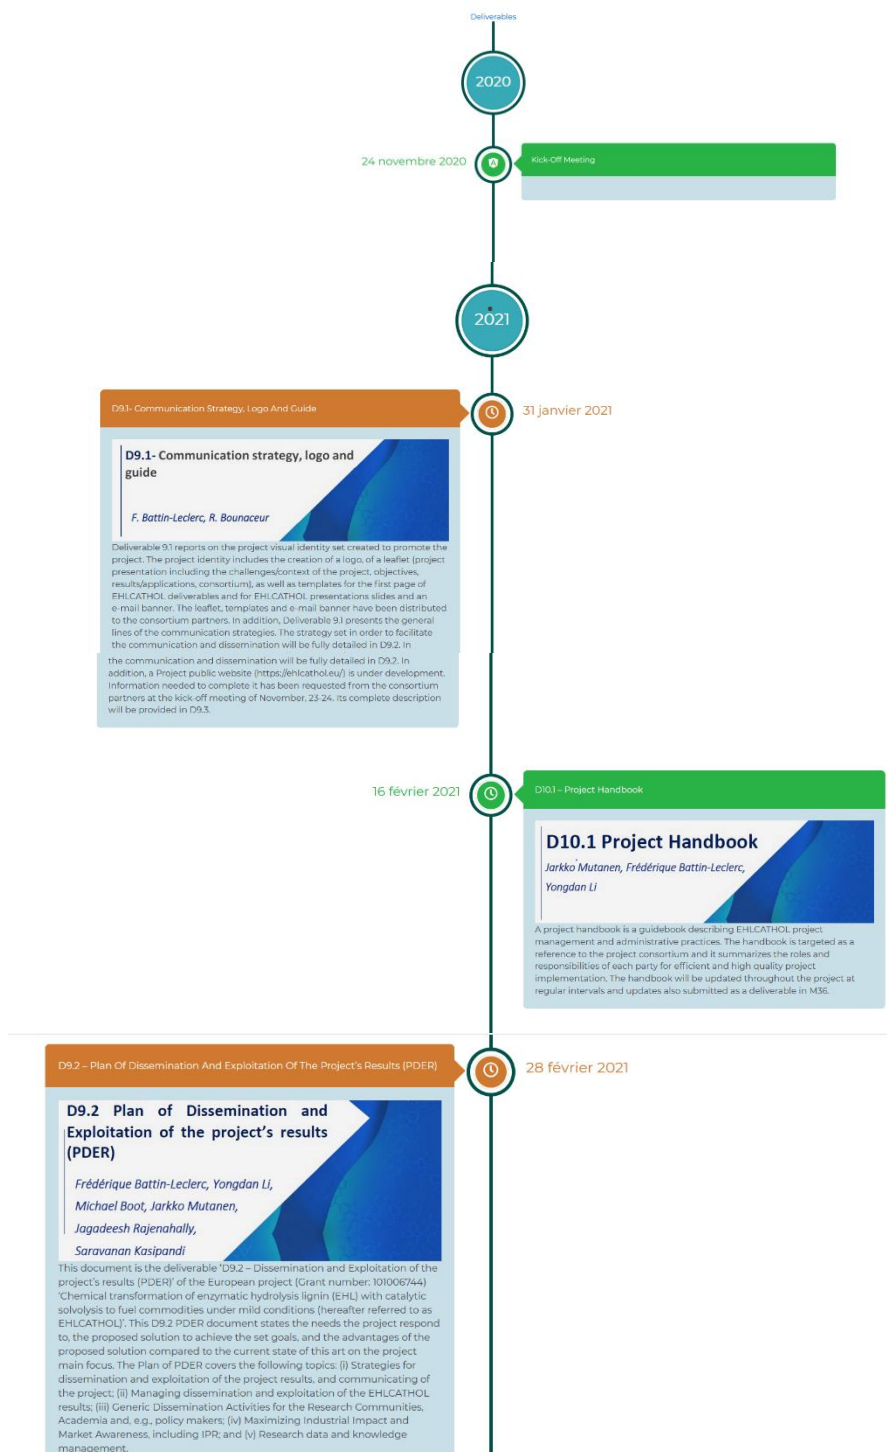 Deliverables
2020
24 novembre 2020
Kick-Off Meeting
2021
D9.1- Communication Strategy, Logo And Guide
31 janvier 2021
D9.1- Communication strategy, logo and
guide
F. Battin-Leclerc, R. Bounaceur
Deliverable 9.1 reports on the project visual identity set created to promote the
project. The project identity includes the creation of a logo, of a leaflet (project
presentation including the challenges/context of the project, objectives,
results/applications, consortium), as well as templates for the first page of
EHLCATHOL deliverables and for EHLCATHOL presentations slides and an
e-mail banner. The leaflet, templates and e-mail banner have been distributed
to the consortium partners. In addition, Deliverable 9.1 presents the general
lines of the communication strategies. The strategy set in order to facilitate
the communication and dissemination will be fully detailed in D9.2. In
the communication and dissemination will be fully detailed in D9.2. In
addition, a Project public website (https://ehlcathol.eu/) is under development.
Information needed to complete it has been requested from the consortium
partners at the kick-off meeting of November, 23-24. Its complete description
will be provided in D9.3.
16 février 2021
D10.1 – Project Handbook
D10.1 Project Handbook
Jarkko Mutanen, Frédérique Battin-Leclerc,
Yongdan Li
A project handbook is a guidebook describing EHLCATHOL project
management and administrative practices. The handbook is targeted as a
reference to the project consortium and it summarizes the roles and
responsibilities of each party for efficient and high quality project
implementation. The handbook will be updated throughout the project at
regular intervals and updates also submitted as a deliverable in M36.
D9.2 – Plan Of Dissemination And Exploitation Of The Project's Results (PDER)
28 février 2021
D9.2 Plan of Dissemination and
Exploitation of the project's results
(PDER)
Frédérique Battin-Leclerc, Yongdan Li,
Michael Boot, Jarkko Mutanen,
Jagadeesh Rajenahally,
Saravanan Kasipandi
This document is the deliverable 'D9.2 – Dissemination and Exploitation of the
project's results (PDER)' of the European project (Grant number: 101006744)
'Chemical transformation of enzymatic hydrolysis lignin (EHL) with catalytic
solvolysis to fuel commodities under mild conditions (hereafter referred to as
EHLCATHOL)'. This D9.2 PDER document states the needs the project respond
to, the proposed solution to achieve the set goals, and the advantages of the
proposed solution compared to the current state of this art on the project
main focus. The Plan of PDER covers the following topics: (i) Strategies for
dissemination and exploitation of the project results, and communicating of
the project; (ii) Managing dissemination and exploitation of the EHLCATHOL
results; (iii) Generic Dissemination Activities for the Research Communities,
Academia and, e.g., policy makers; (iv) Maximizing Industrial Impact and
Market Awareness, including IPR; and (v) Research data and knowledge
management.